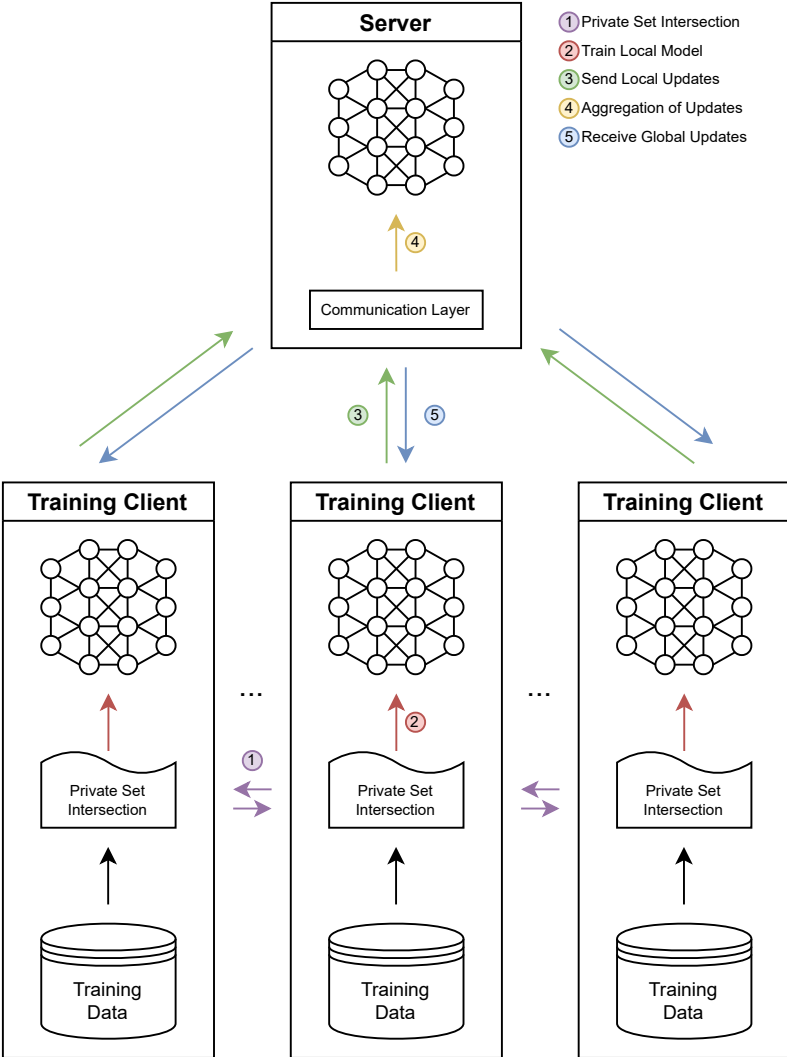 Server
1 Private Set Intersection
2 Train Local Model
3 Send Local Updates
4 Aggregation of Updates
5 Receive Global Updates
4
Communication Layer
3
5
Training Client
Training Client
Training Client
...
...
2
1
Private Set
Intersection
Private Set
Intersection
Private Set
Intersection
Training
Data
Training
Data
Training
Data